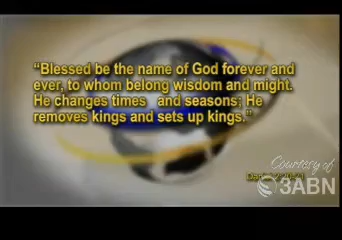 “Blessed be the name of God forever and
ever, to whom belong wisdom and might.
He changes times and seasons; He
removes kings and sets up kings.”
Courtesy of
3ABN